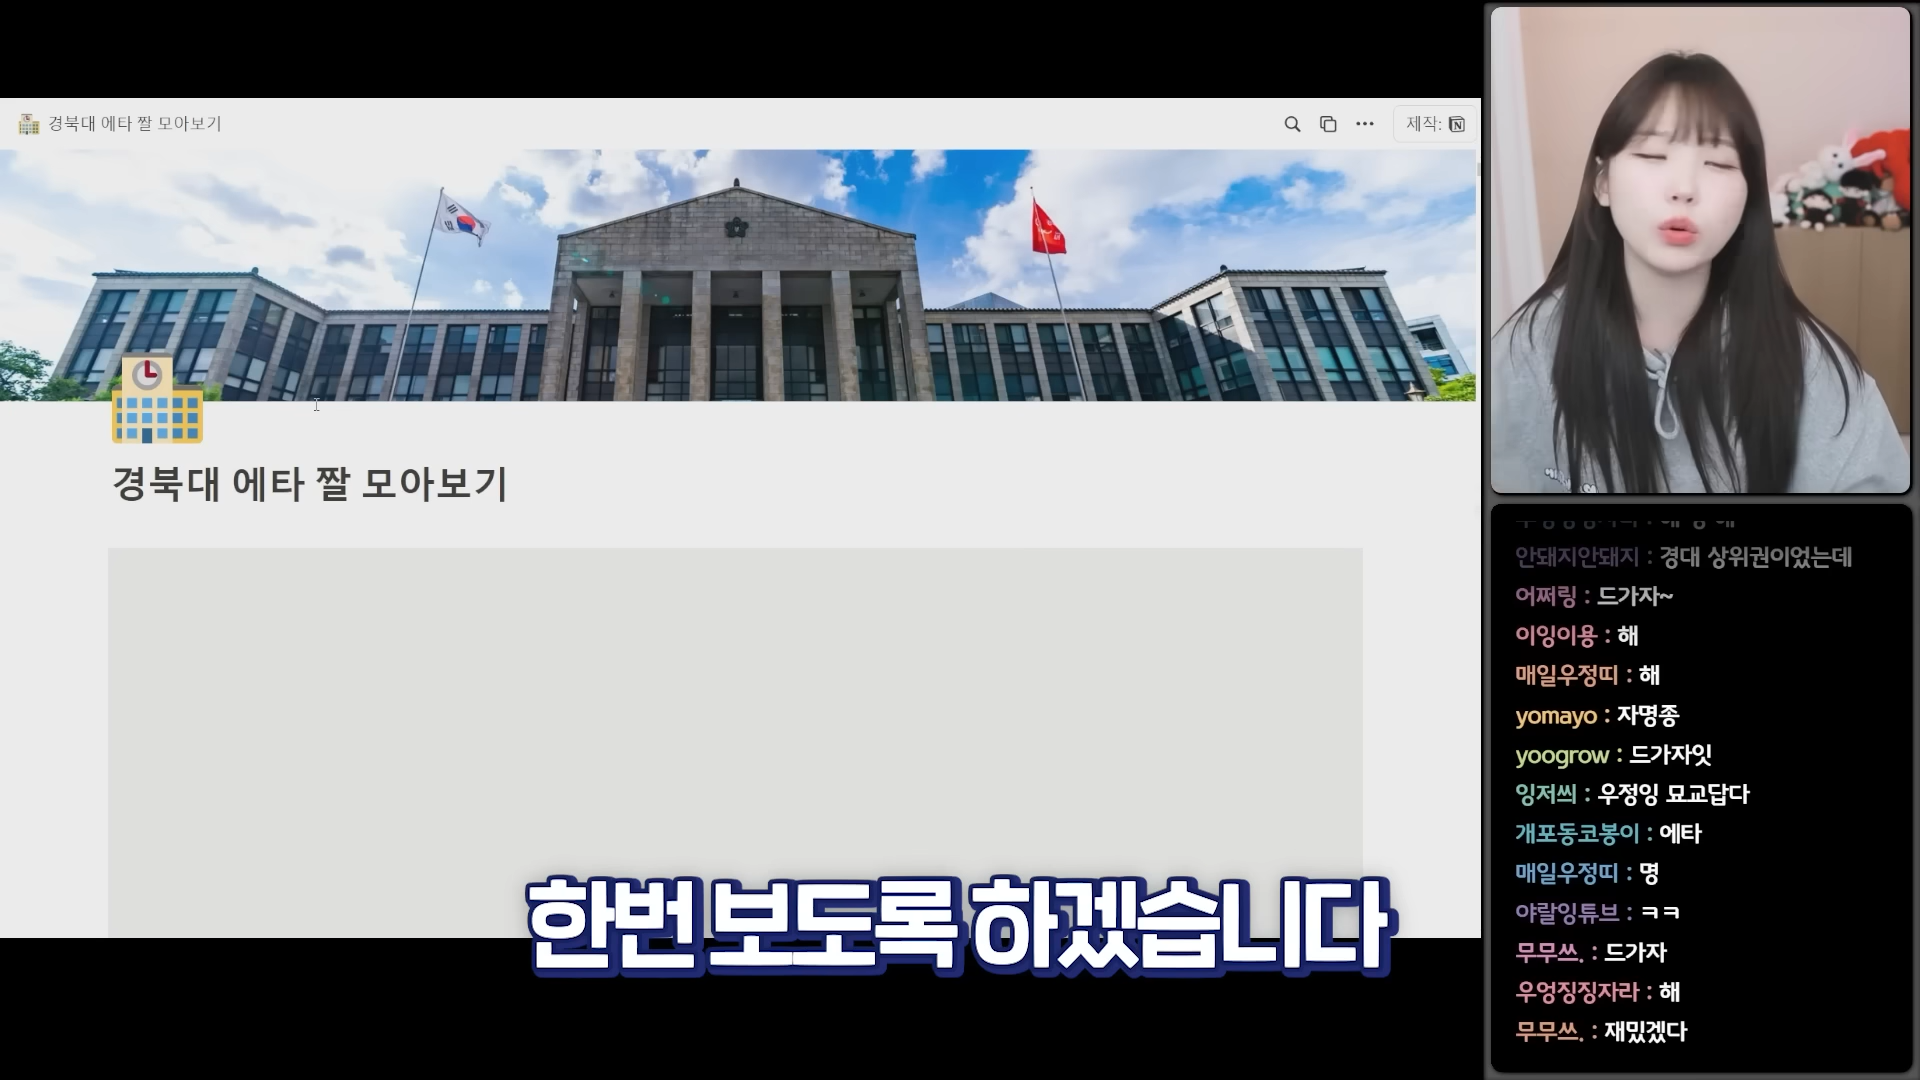 경북대 에타 짤 모아보기
제작:
경북대 에타 짤 모아보기
한번 보도록 하겠습니다
안돼지안돼지 : 경대 상위권이었는데
어쩌링 : 드가자~
이잉이용 : 해
매일우정띠 : 해
yomayo : 자명종
yoogrow : 드가자잇
잉저씌 : 우정잉 묘교답다
개포동코봉이 : 에타
매일우정띠 : 명
야랄잉튜브 : ㅋㅋ
무무쓰. : 드가자
우엉징징자라 : 해
무무쓰. : 재밌겠다